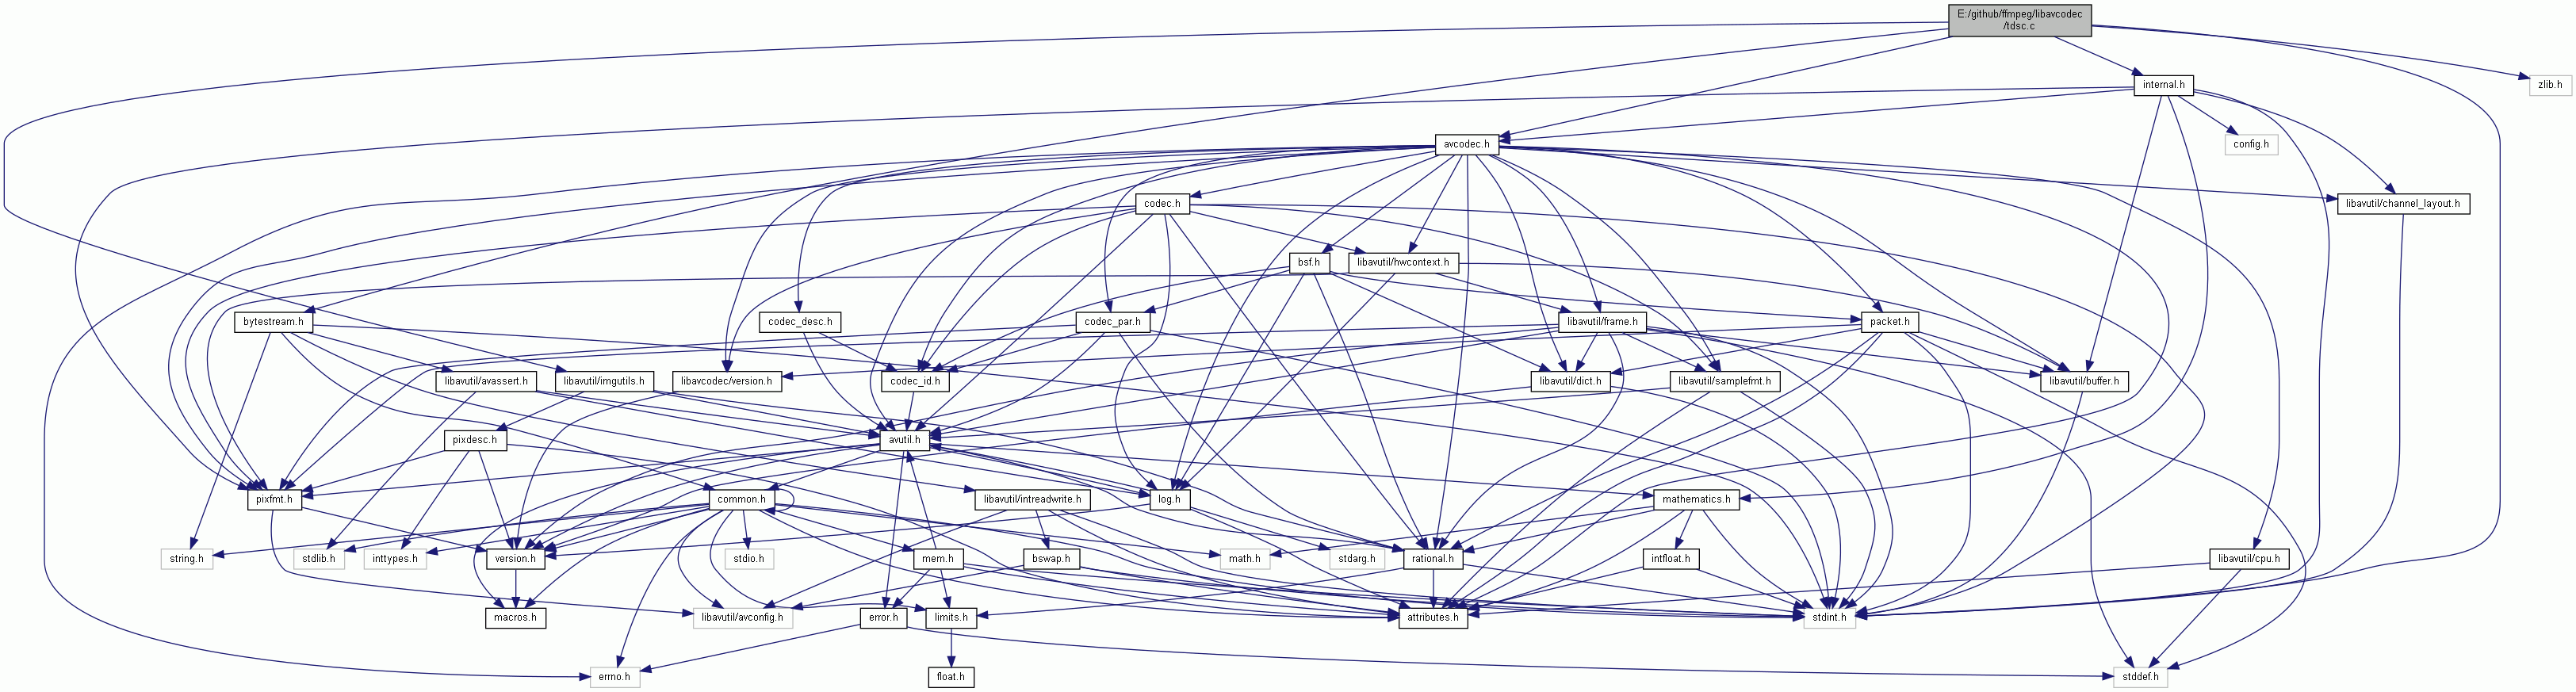 E:/github/ffmpeg/libavcodec
/tdsc.c
internal.h
zlib.h
avcodec.h
config.h
codec.h
libavutil/channel_layout.h
bsf.h
libavutil/hwcontext.h
bytestream.h
codec_desc.h
codec_par.h
libavutil/frame.h
packet.h
libavutil/avassert.h
libavutil/imgutils.h
libavcodec/version.h
codec_id.h
libavutil/dict.h
libavutil/samplefmt.h
libavutil/buffer.h
pixdesc.h
avutil.h
pixfmt.h
common.h
libavutil/intreadwrite.h
log.h
mathematics.h
string.h
stdlib.h
inttypes.h
version.h
stdio.h
mem.h
bswap.h
math.h
stdarg.h
rational.h
intfloat.h
libavutil/cpu.h
macros.h
libavutil/avconfig.h
error.h
limits.h
attributes.h
stdint.h
errno.h
float.h
stddef.h